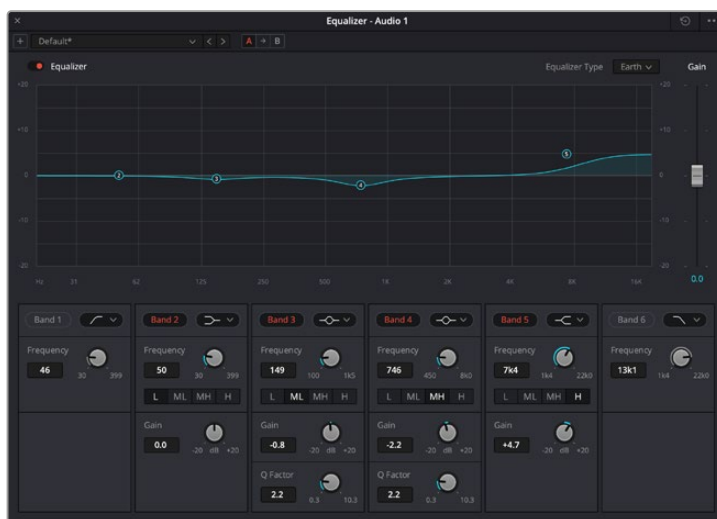 Equalizer - Audio 1
Default*
A
B
Equalizer
Equalizer Type
Earth
Gain
+20
+20
+10
+10
2
3
4
5
0
0
-10
-10
-20
-20
Hz 31 62 125 250 500 1K 2K 4K 8K 16K
0.0
Band 1
Band 2
Band 3
Band 4
Band 5
Band 6
Frequency
46
30 399
Frequency
50
30 399
L ML MH H
Gain
0.0
-20 dB +20
Frequency
149
100 1k5
L ML MH H
Gain
-0.8
-20 dB +20
Q Factor
2.2
0.3 10.3
Frequency
746
450 8k0
L ML MH H
Gain
-2.2
-20 dB +20
Q Factor
2.2
0.3 10.3
Frequency
7k4
1k4 22k0
L ML MH H
Gain
+4.7
-20 dB +20
Frequency
13k1
1k4 22k0